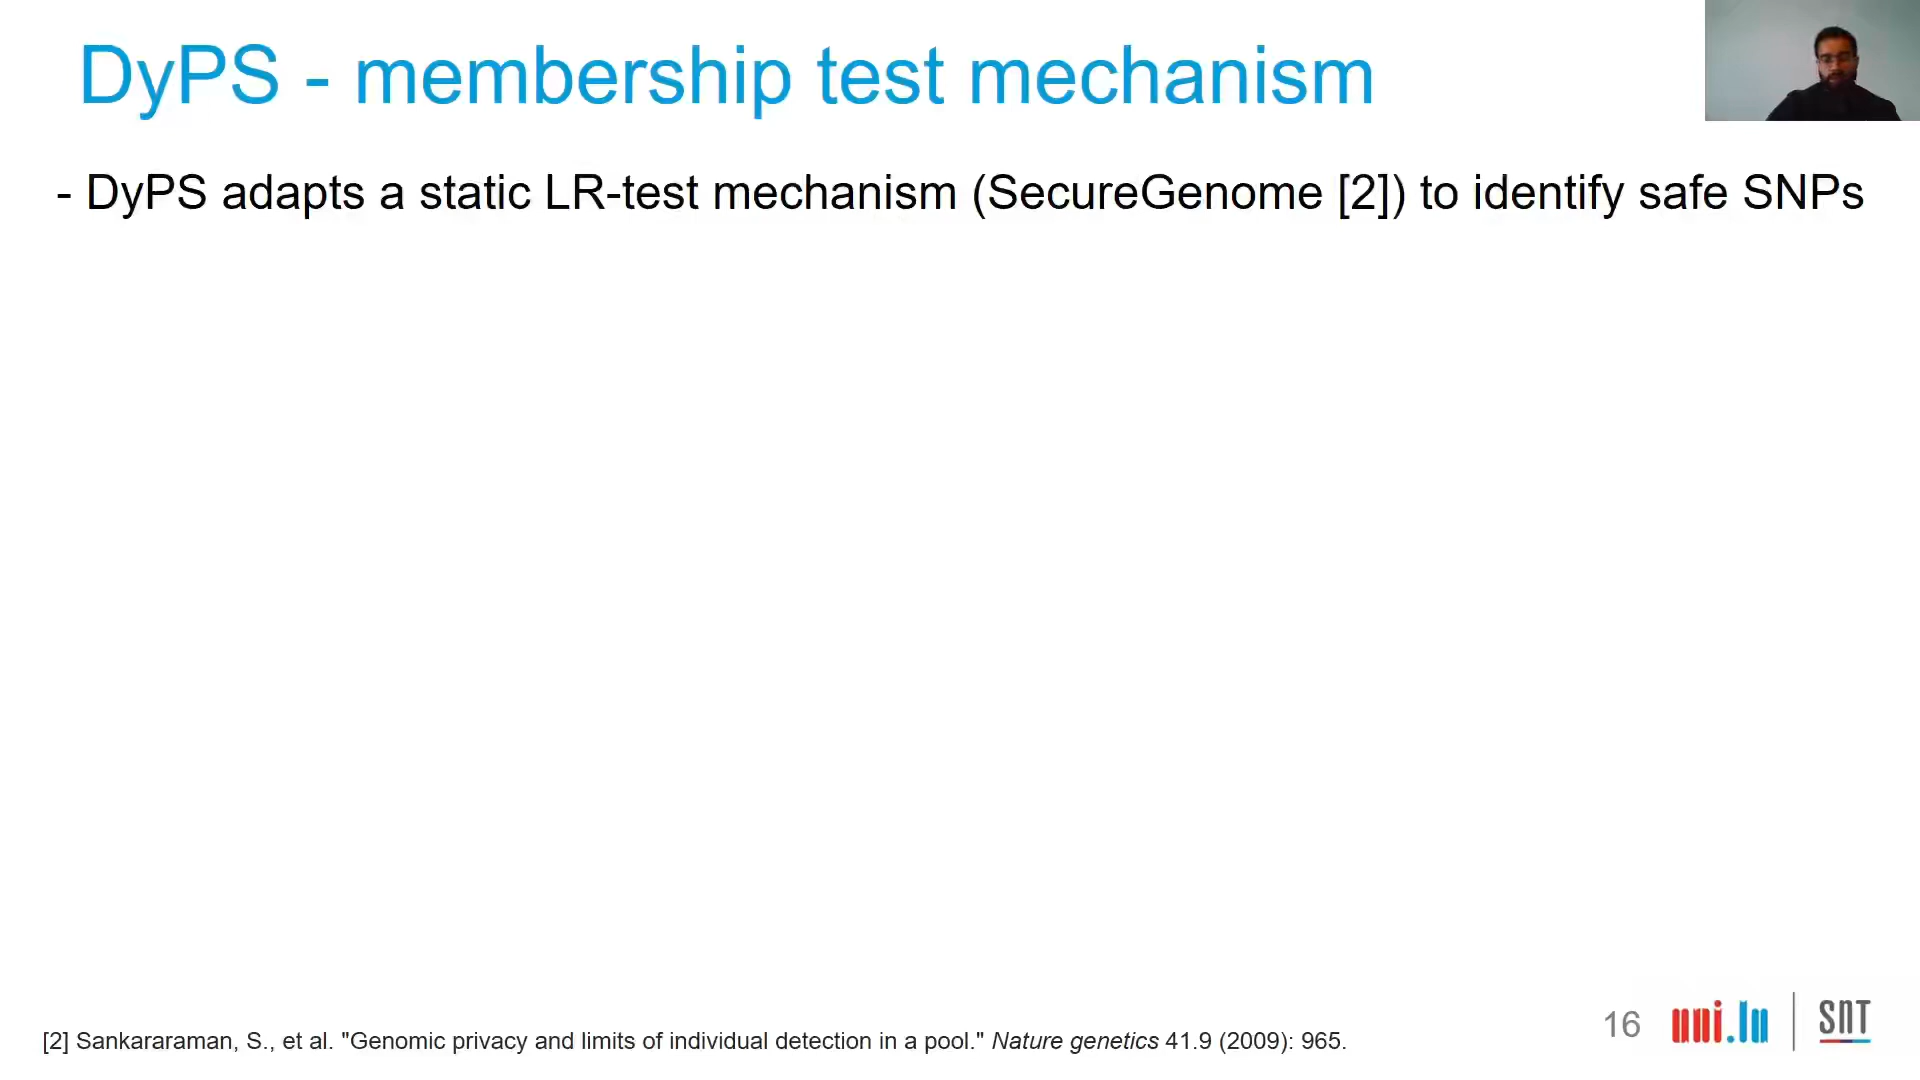 DyPS - membership test mechanism
- DyPS adapts a static LR-test mechanism (SecureGenome [2]) to identify safe SNPs
[2] Sankararaman, S., et al. "Genomic privacy and limits of individual detection in a pool." Nature genetics 41.9 (2009): 965.
16
uni.lu
SNT